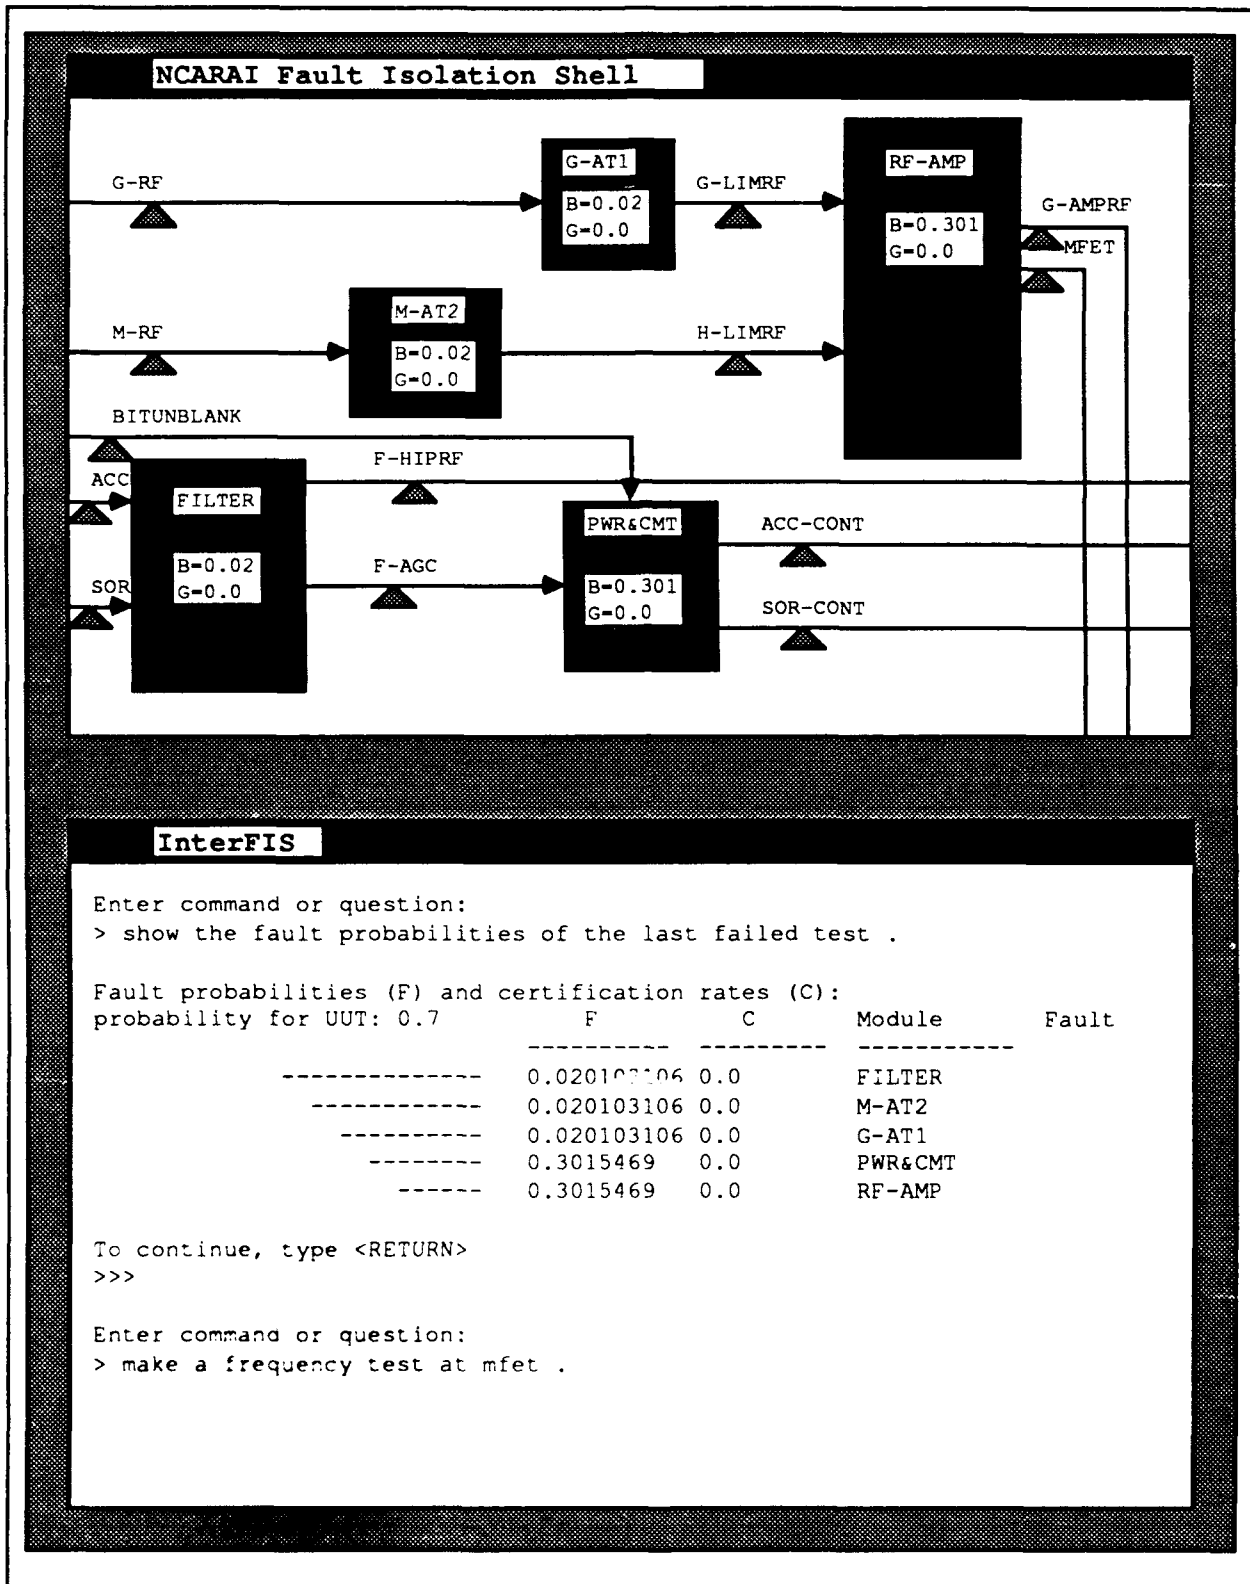 NCARAI Fault Isolation Shell
G-RF
G-AT1
B=0.02
G=0.0
G-LIMRF
RF-AMP
B=0.301
G=0.0
G-AMPRF
MFET
M-RF
M-AT2
B=0.02
G=0.0
H-LIMRF
BITUNBLANK
ACC
F-HIPRF
FILTER
B=0.02
G=0.0
SOR
F-AGC
PWR&CMT
B=0.301
G=0.0
ACC-CONT
SOR-CONT
InterFIS
Enter command or question:
> show the fault probabilities of the last failed test .
Fault probabilities (F) and certification rates (C):
probability for UUT: 0.7 F C Module Fault
---------- --------- -----------
-------------- 0.0 FILTER
------------ 0.020103106 0.0 M-AT2
---------- 0.020103106 0.0 G-AT1
-------- 0.3015469 0.0 PWR&CMT
------ 0.3015469 0.0 RF-AMP
To continue, type <RETURN>
>>>
Enter command or question:
> make a frequency test at mfet .